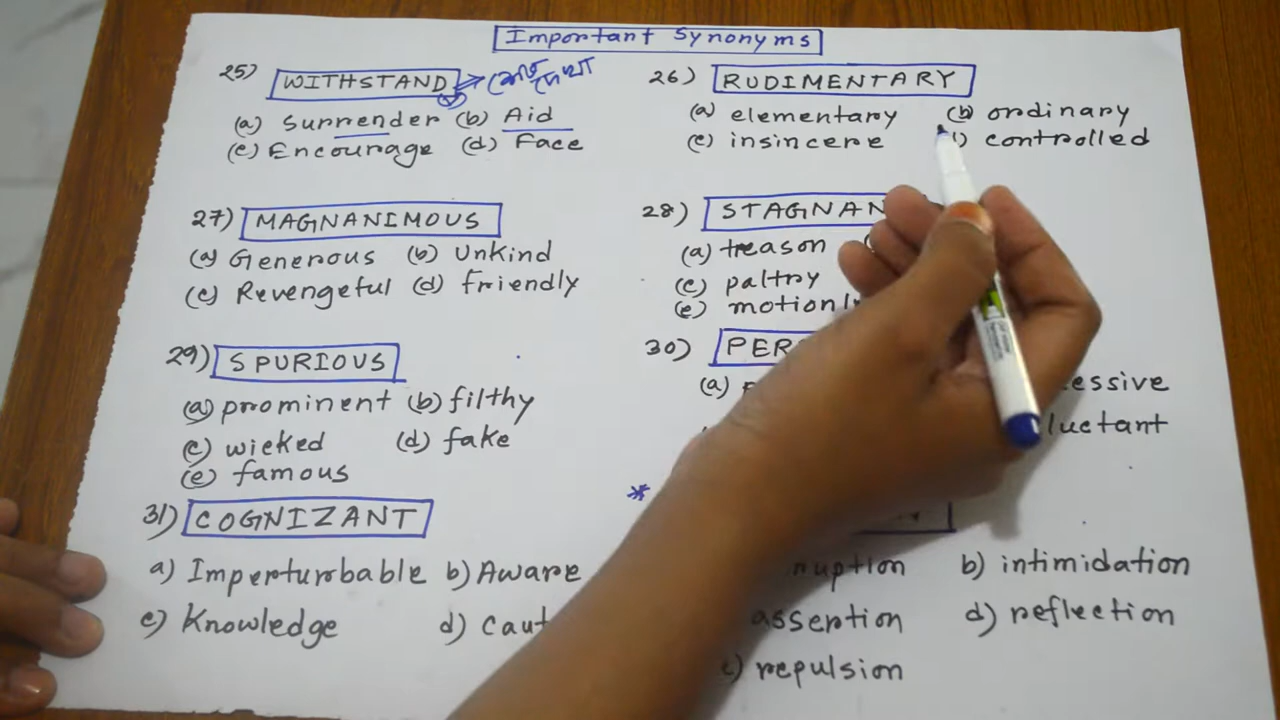 Important Synonyms
25) WITHSTAND
(a) Surrender (b) Aid
(c) Encourage (d) Face
26) RUDIMENTARY
(a) elementary (b) ordinary
(c) insincere controlled
27) MAGNANIMOUS
(a) Generous (b) Unkind
(c) Revengeful (d) friendly
28) STAGNAN
(a) treason
(c) paltry
(e) motionl
29) SPURIOUS
(a) prominent (b) filthy
(c) wicked (d) fake
(e) famous
30) PER
(a)
essive
luctant
31) COGNIZANT
a) Imperturbable b) Aware
c) Knowledge d) caut
*
ruption b) intimidation
assertion d) reflection
repulsion